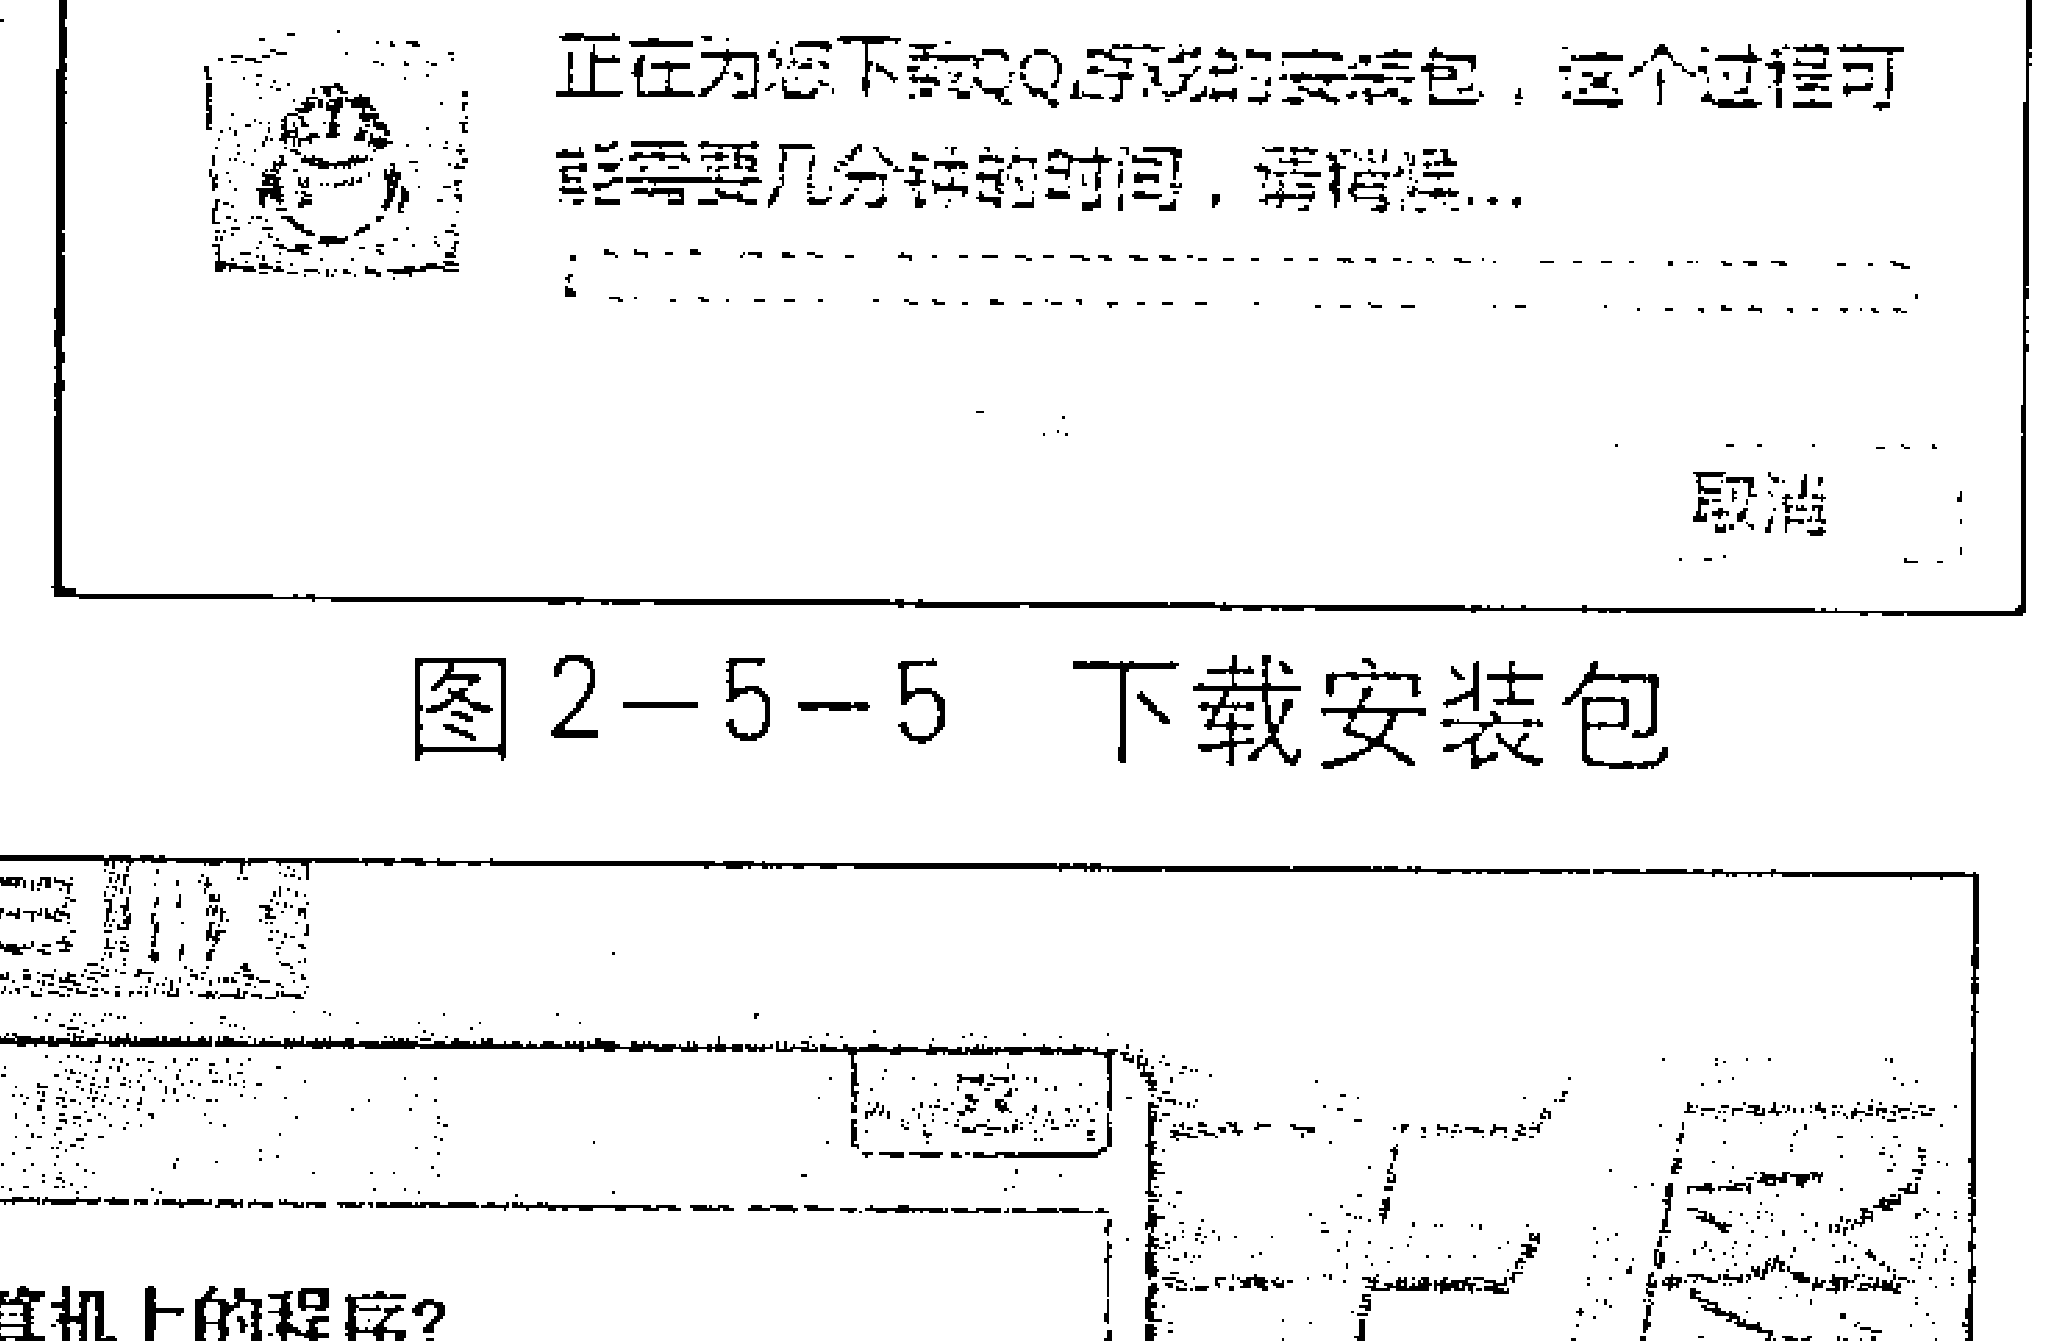 正在为您下载QQ游戏的安装包，这个过程可
能需要几分钟的时间，请稍候...
取消
图2－5－5 下载安装包
算机上的程序?